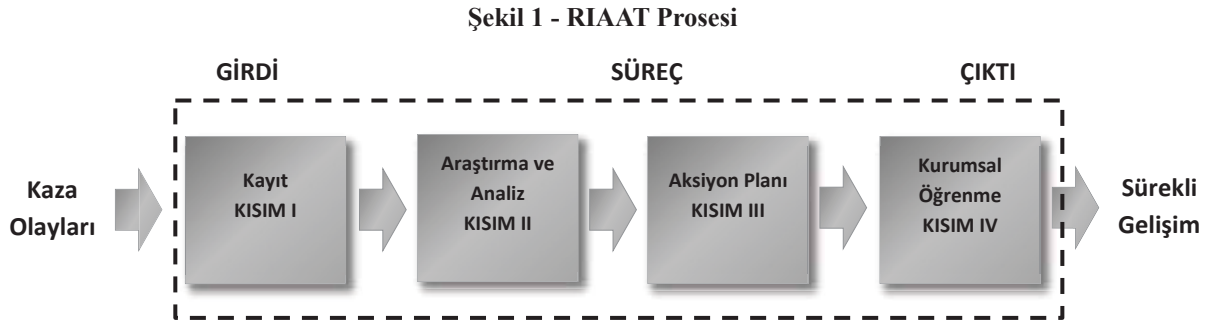 Şekil 1 - RIAAT Prosesi
GİRDİ
SÜREÇ
ÇIKTI
Kaza
Olayları
Kayıt
KISIM I
Araştırma ve
Analiz
KISIM II
Aksiyon Planı
KISIM III
Kurumsal
Öğrenme
KISIM IV
Sürekli
Gelişim